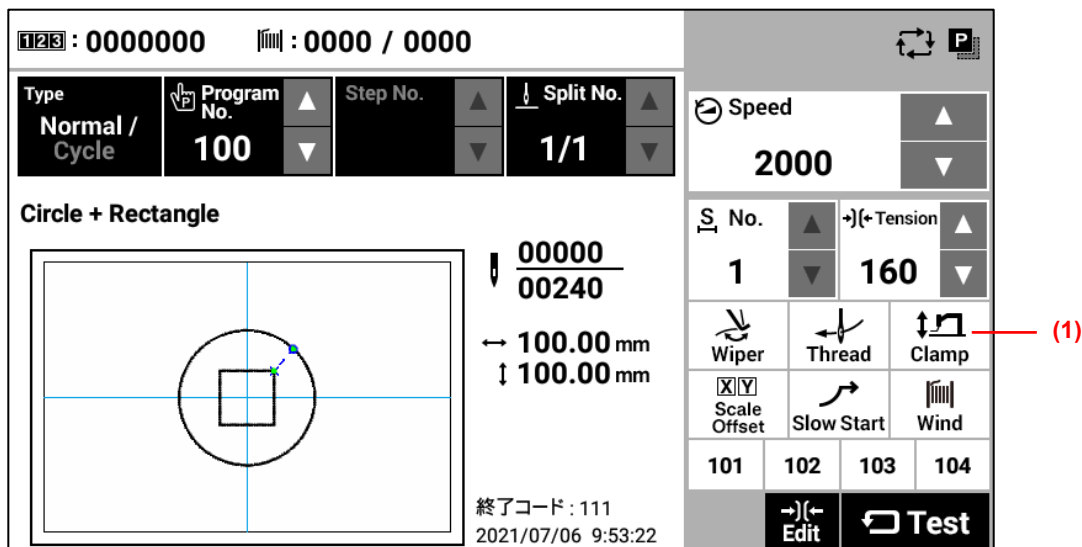 123 : 0000000 : 0000 / 0000
P
Type
Normal /
Cycle
P Program
No.
100
Step No.
Split No.
1/1
Speed
2000
Circle + Rectangle
00000
00240
100.00 mm
100.00 mm
S No.
1
Tension
160
Wiper
Thread
Clamp
(1)
X Y
Scale
Offset
Slow Start
Wind
101 102 103 104
終了コード : 111
2021/07/06 9:53:22
Edit
Test